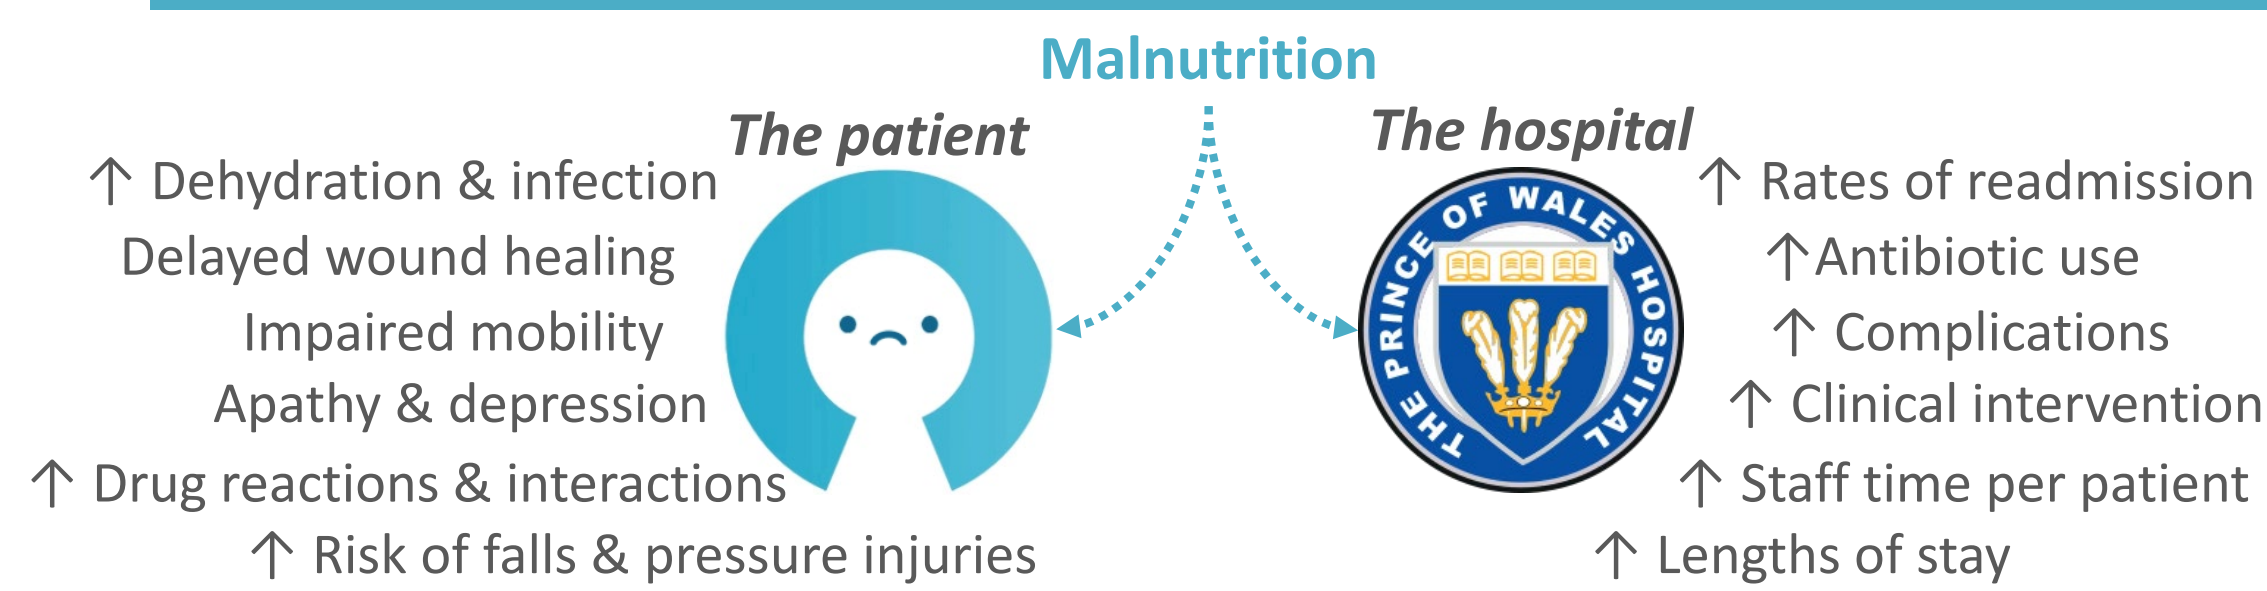 Malnutrition
The patient
↑ Dehydration & infection
Delayed wound healing
Impaired mobility
Apathy & depression
↑ Drug reactions & interactions
↑ Risk of falls & pressure injuries
The hospital
THE PRINCE OF WALES HOSPITAL
↑ Rates of readmission
↑Antibiotic use
↑ Complications
↑ Clinical intervention
↑ Staff time per patient
↑ Lengths of stay